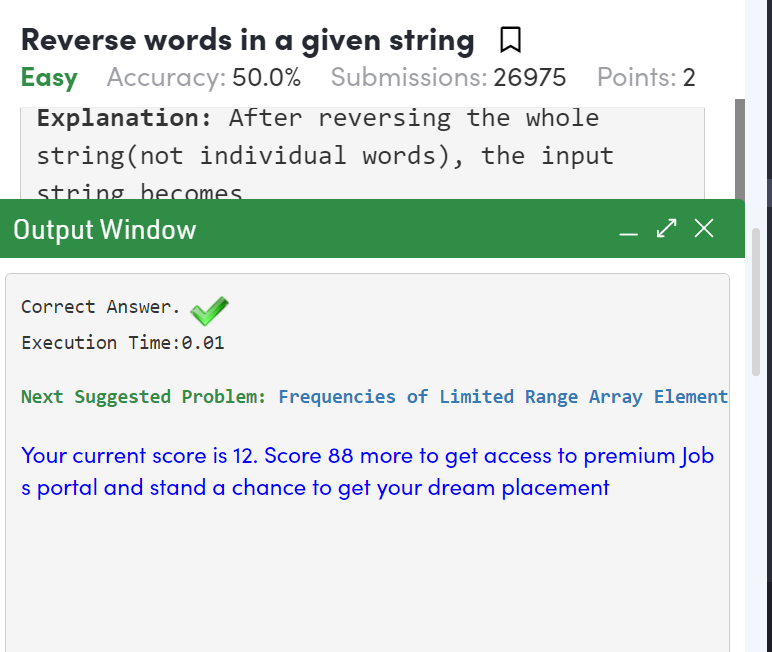 Reverse words in a given string
Easy Accuracy: 50.0% Submissions: 26975 Points: 2
Explanation: After reversing the whole
string(not individual words), the input
string becomes
Output Window
Correct Answer.
Execution Time:0.01
Next Suggested Problem: Frequencies of Limited Range Array Element
Your current score is 12. Score 88 more to get access to premium Job
s portal and stand a chance to get your dream placement